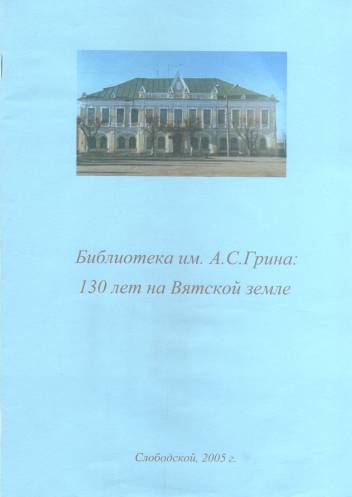 Библиотека им. А.С.Грина:
130 лет на Вятской земле
Слободской, 2005 г.